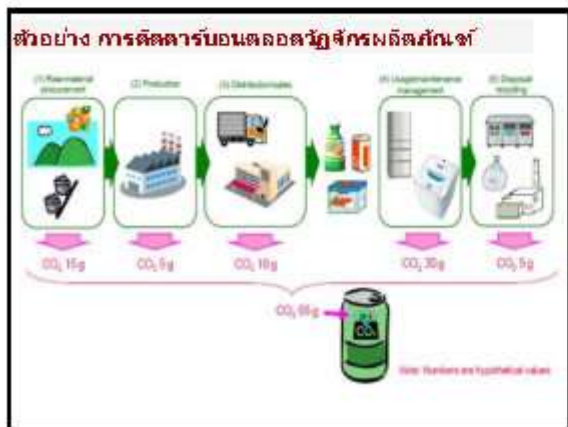 ตัวอย่าง การคิดคาร์บอนตลอดวัฏจักรผลิตภัณฑ์
(1) Raw material procurement
(2) Production
(3) Distribution/sales
(4) Usage/maintenance management
(5) Disposal recycling
CO₂ 15g
CO₂ 5g
CO₂ 10g
CO₂ 30g
CO₂ 5g
CO₂ 65g
CO₂
Note: Numbers are hypothetical values